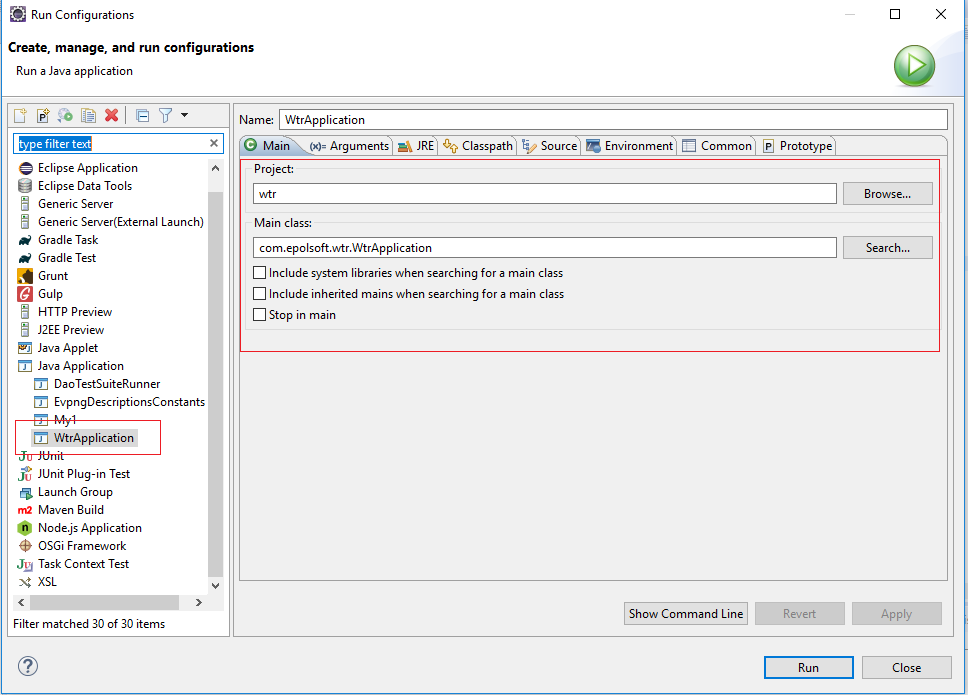 Run Configurations
Create, manage, and run configurations
Run a Java application
type filter text
Eclipse Application
Eclipse Data Tools
Generic Server
Generic Server(External Launch)
Gradle Task
Gradle Test
Grunt
Gulp
HTTP Preview
J2EE Preview
Java Applet
Java Application
DaoTestSuiteRunner
EvpngDescriptionsConstants
My1
WtrApplication
JUnit
JUnit Plug-in Test
Launch Group
Maven Build
Node.js Application
OSGi Framework
Task Context Test
XSL
Filter matched 30 of 30 items
Name: WtrApplication
Main (x)= Arguments JRE Classpath Source Environment Common Prototype
Project:
wtr Browse...
Main class:
com.epolsoft.wtr.WtrApplication Search...
Include system libraries when searching for a main class
Include inherited mains when searching for a main class
Stop in main
Show Command Line Revert Apply
Run Close